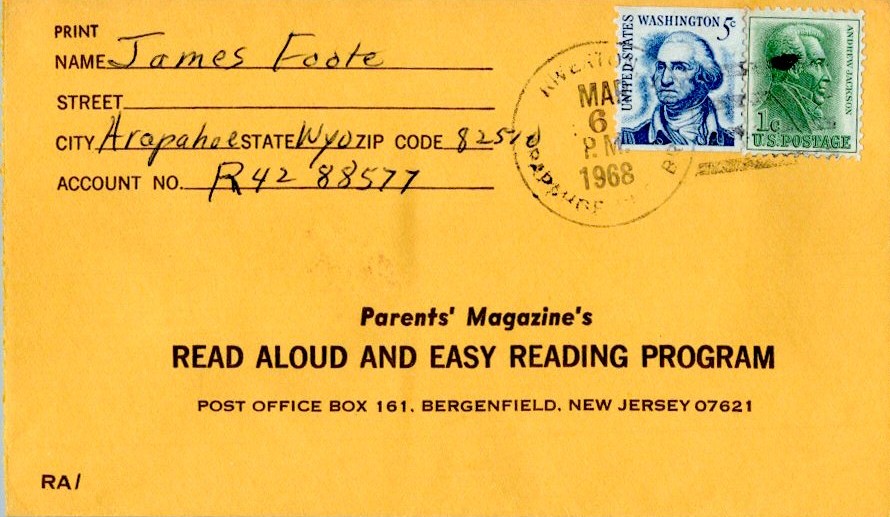 PRINT
NAME James Foote
STREET
CITY Arapahoe STATE Wyo ZIP CODE 82510
ACCOUNT NO. R42 88577
UNITED STATES
WASHINGTON 5c
ANDREW JACKSON
1c
U.S. POSTAGE
MAR
6
P.M
1968
Parents' Magazine's
READ ALOUD AND EASY READING PROGRAM
POST OFFICE BOX 161, BERGENFIELD, NEW JERSEY 07621
RA/